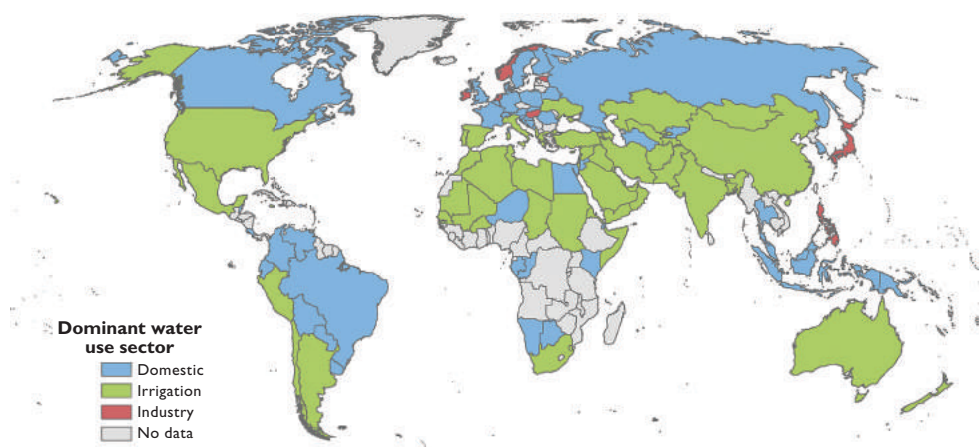 Dominant water
use sector
Domestic
Irrigation
Industry
No data